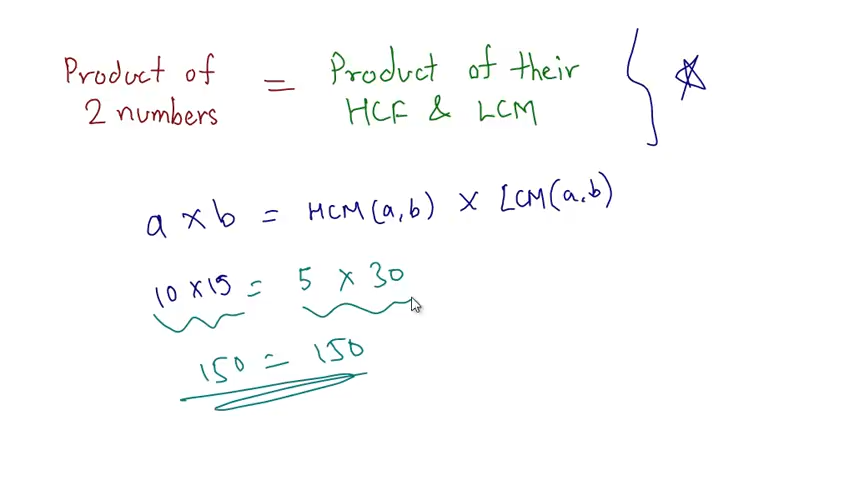 Product of 2 numbers = Product of their HCF & LCM
a × b = HCM(a,b) × LCM(a,b)
10 × 15 = 5 × 30
150 = 150